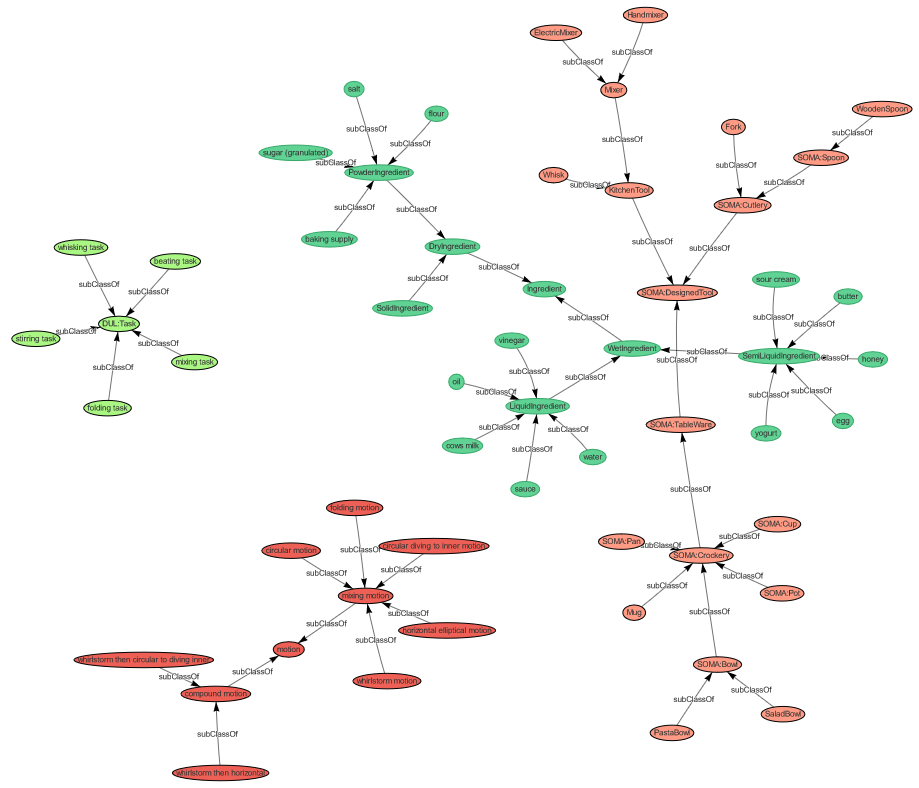 Handmixer
ElectricMixer
subClassOf
subClassOf
Mixer
salt
flour
WoodenSpoon
subClassOf
Fork
subClassOf
subClassOf
subClassOf
subClassOf
sugar (granulated)
subClassOf
SOMA:Spoon
PowderIngredient
Whisk
subClassOf
subClassOf
KitchenTool
SOMA:Cutlery
subClassOf
subClassOf
baking supply
DryIngredient
subClassOf
subClassOf
whisking task
beating task
subClassOf
subClassOf
subClassOf
subClassOf
SolidIngredient
Ingredient
SOMA:DesignedTool
sour cream
butter
DUL:Task
subClassOf
subClassOf
subClassOf
stirring task
subClassOf
subClassOf
mixing task
vinegar
WetIngredient
subClassOf
SemiLiquidIngredient
subClassOf
honey
subClassOf
folding task
oil
subClassOf
subClassOf
subClassOf
subClassOf
subClassOf
subClassOf
LiquidIngredient
SOMA:TableWare
subClassOf
subClassOf
egg
yogurt
cows milk
subClassOf
water
sauce
subClassOf
folding motion
SOMA:Cup
circular motion
subClassOf
circular diving to inner motion
SOMA:Pan
subClassOf
subClassOf
SOMA:Crockery
subClassOf
subClassOf
mixing motion
subClassOf
SOMA:Pot
Mug
subClassOf
subClassOf
subClassOf
horizontal elliptical motion
subClassOf
motion
whirlstorm then circular to diving inner
subClassOf
subClassOf
whirlstorm motion
compound motion
SOMA:Bowl
subClassOf
subClassOf
subClassOf
SaladBowl
PastaBowl
whirlstorm then horizontal